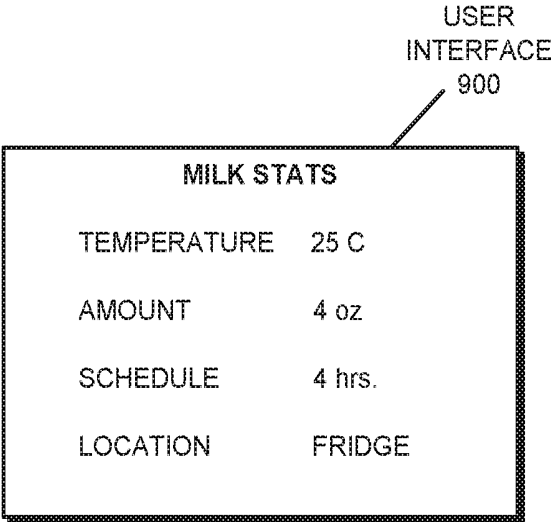 USER
INTERFACE
900
MILK STATS
TEMPERATURE 25 C
AMOUNT 4 oz
SCHEDULE 4 hrs.
LOCATION FRIDGE